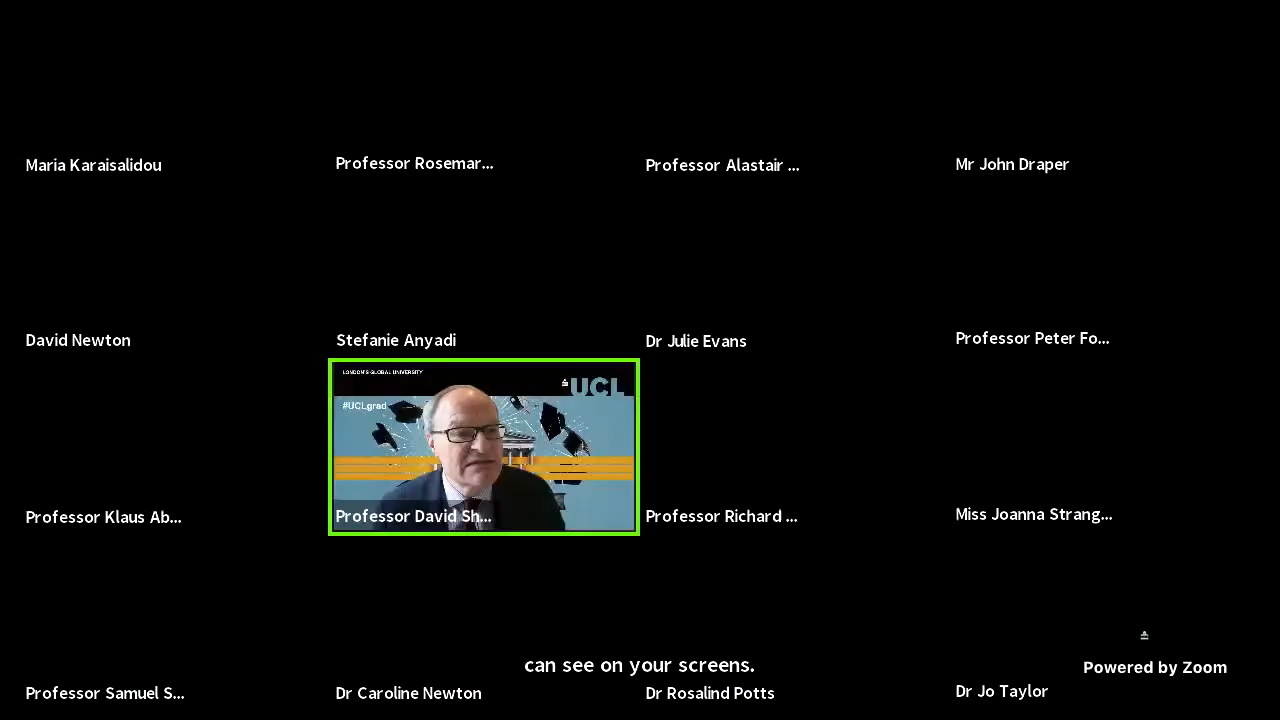 Maria Karaisalidou
Professor Rosemar...
Professor Alastair ...
Mr John Draper
David Newton
Stefanie Anyadi
Dr Julie Evans
Professor Peter Fo...
LONDON'S GLOBAL UNIVERSITY
UCL
#UCLgrad
Professor Klaus Ab...
Professor David Sh...
Professor Richard ...
Miss Joanna Strang...
can see on your screens.
Powered by Zoom
Professor Samuel S...
Dr Caroline Newton
Dr Rosalind Potts
Dr Jo Taylor